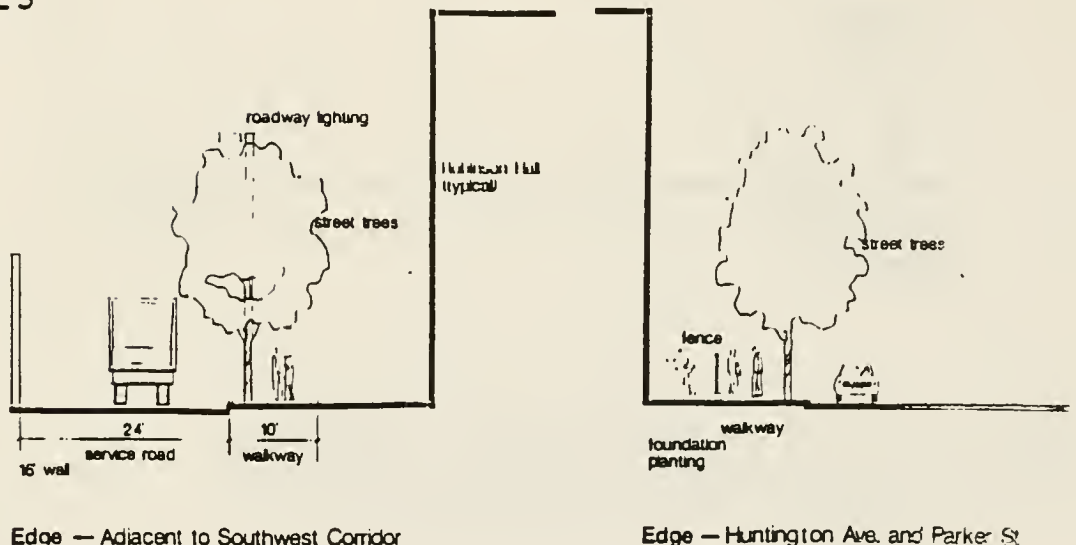 roadway lighting
Robinson Hall
(typical)
street trees
24'
service road
10'
walkway
16' wall
Edge — Adjacent to Southwest Corridor
street trees
fence
walkway
foundation
planting
Edge — Huntington Ave. and Parker St.